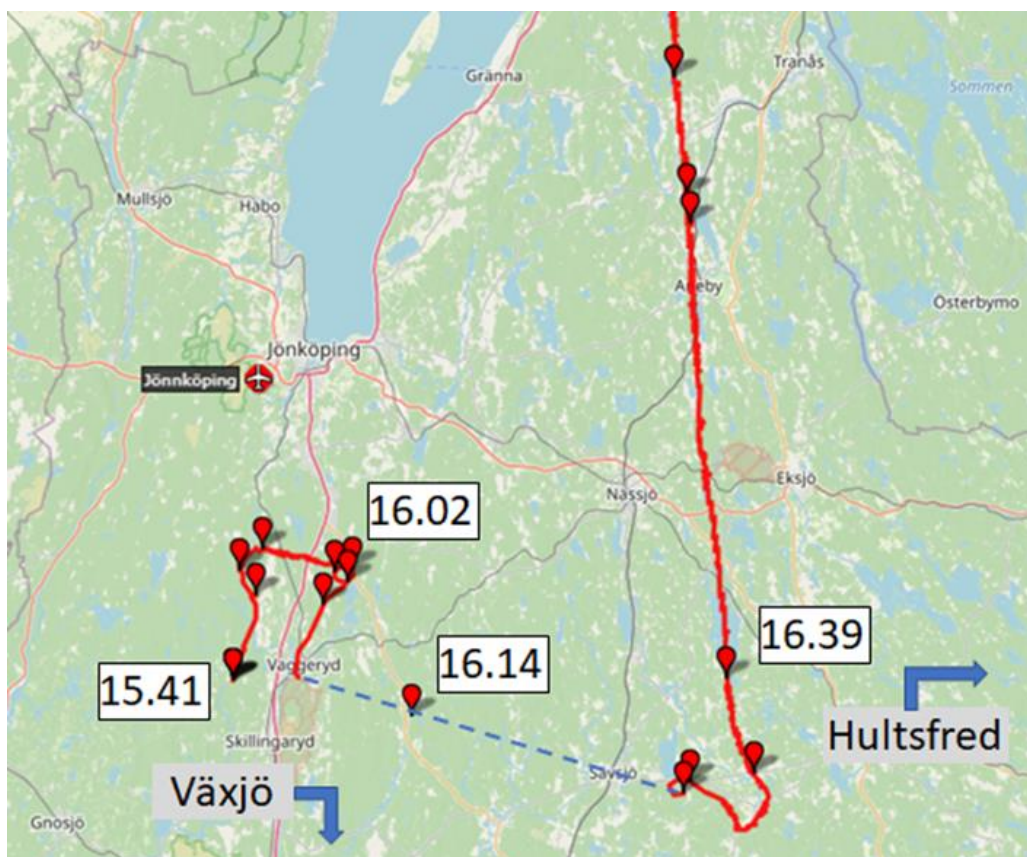 Tranås
Gränna
Sommen
Mullsjö
Habo
Aneby
Österbymo
Jönköping
Jönnköping
Eksjö
Nässjö
16.02
16.39
Vaggeryd
16.14
15.41
Hultsfred
Skillingaryd
Sävsjö
Växjö
Gnosjö